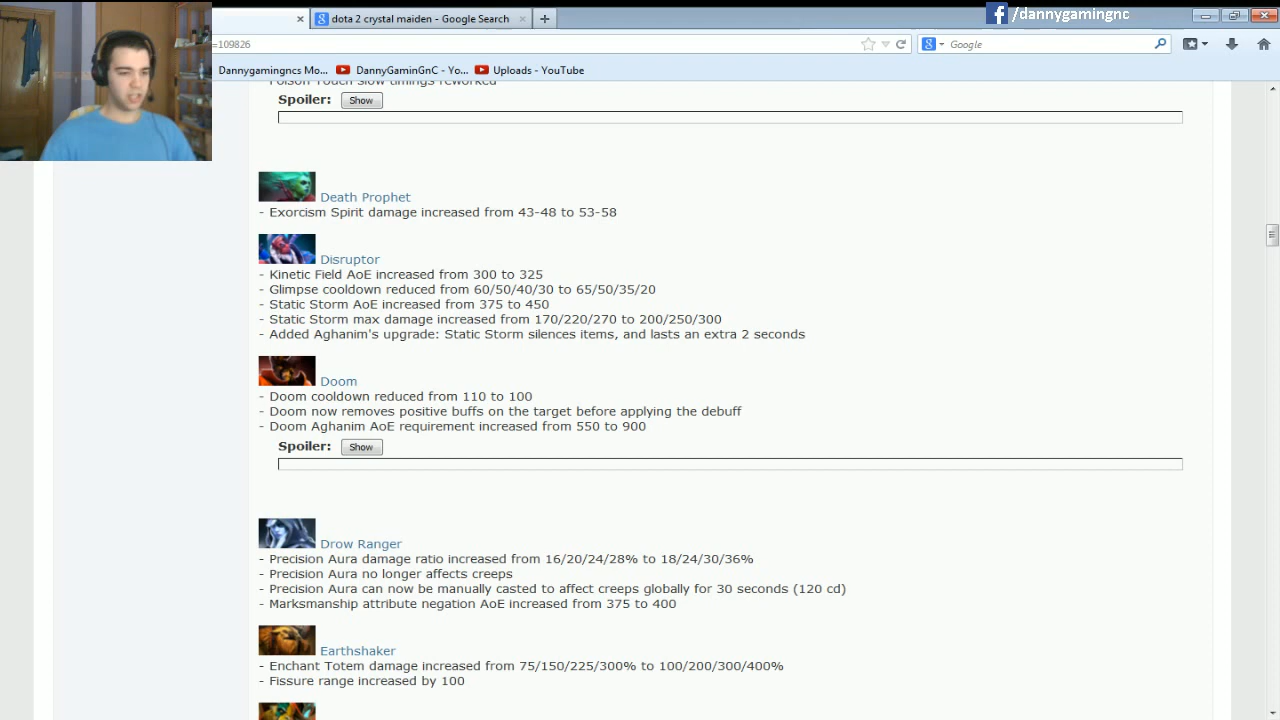 /dannygamingnc
dota 2 crystal maiden - Google Search
=109826
Google
Dannygamingncs Mo...
DannyGaminGnC - Yo...
Uploads - YouTube
Poison Touch slow timings reworked
Spoiler: Show
Death Prophet
- Exorcism Spirit damage increased from 43-48 to 53-58
Disruptor
- Kinetic Field AoE increased from 300 to 325
- Glimpse cooldown reduced from 60/50/40/30 to 65/50/35/20
- Static Storm AoE increased from 375 to 450
- Static Storm max damage increased from 170/220/270 to 200/250/300
- Added Aghanim's upgrade: Static Storm silences items, and lasts an extra 2 seconds
Doom
- Doom cooldown reduced from 110 to 100
- Doom now removes positive buffs on the target before applying the debuff
- Doom Aghanim AoE requirement increased from 550 to 900
Spoiler: Show
Drow Ranger
- Precision Aura damage ratio increased from 16/20/24/28% to 18/24/30/36%
- Precision Aura no longer affects creeps
- Precision Aura can now be manually casted to affect creeps globally for 30 seconds (120 cd)
- Marksmanship attribute negation AoE increased from 375 to 400
Earthshaker
- Enchant Totem damage increased from 75/150/225/300% to 100/200/300/400%
- Fissure range increased by 100